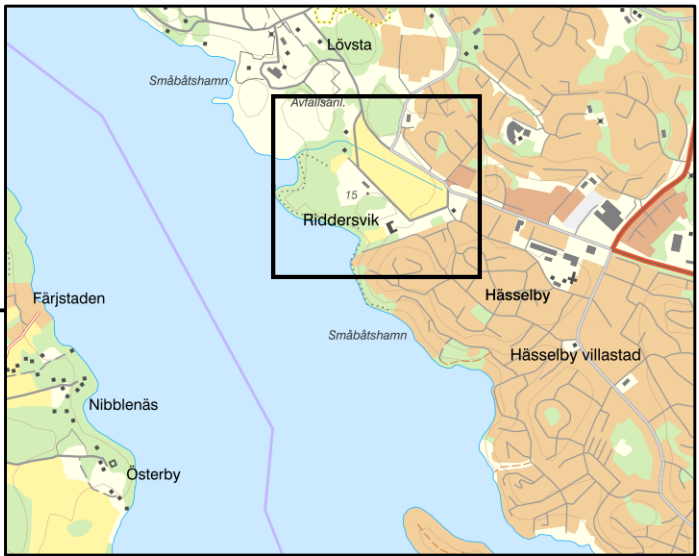 Lövsta
Småbåtshamn
Avfallsanl.
15
Riddersvik
Färjstaden
Hässelby
Småbåtshamn
Hässelby villastad
Nibblenäs
Österby